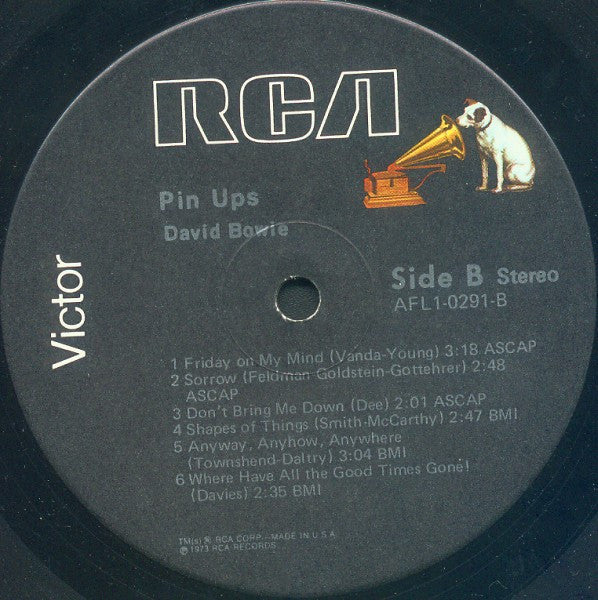 RCA
Victor
Pin Ups
David Bowie
Side B Stereo
AFL1-0291-B
1 Friday on My Mind (Vanda-Young) 3:18 ASCAP
2 Sorrow (Feldman Goldstein-Gottehrer) 2:48
ASCAP
3 Don't Bring Me Down (Dee) 2:01 ASCAP
4 Shapes of Things (Smith-McCarthy) 2:47 BMI
5 Anyway, Anyhow, Anywhere
(Townshend-Daltry) 3:04 BMI
6 Where Have All the Good Times Gone!
(Davies) 2:35 BMI
TM(s) ® RCA CORP.—MADE IN U.S.A.
℗ 1973 RCA RECORDS